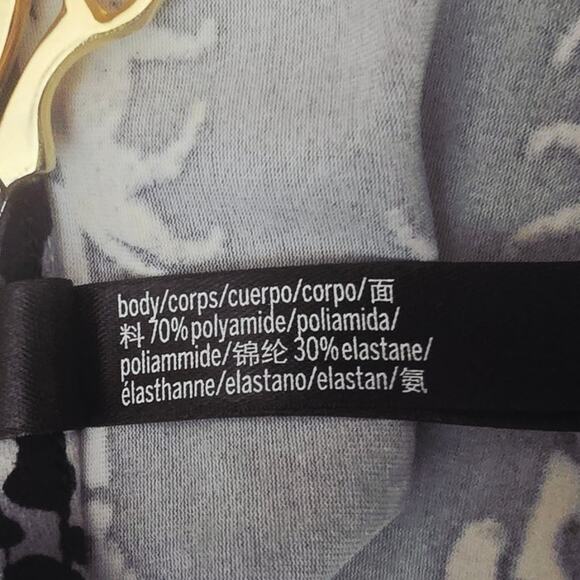 body/corps/cuerpo/corpo/面
料 70% polyamide/poliamida/
poliammide/锦纶 30% elastane/
élasthanne/elastano/elastan/氨